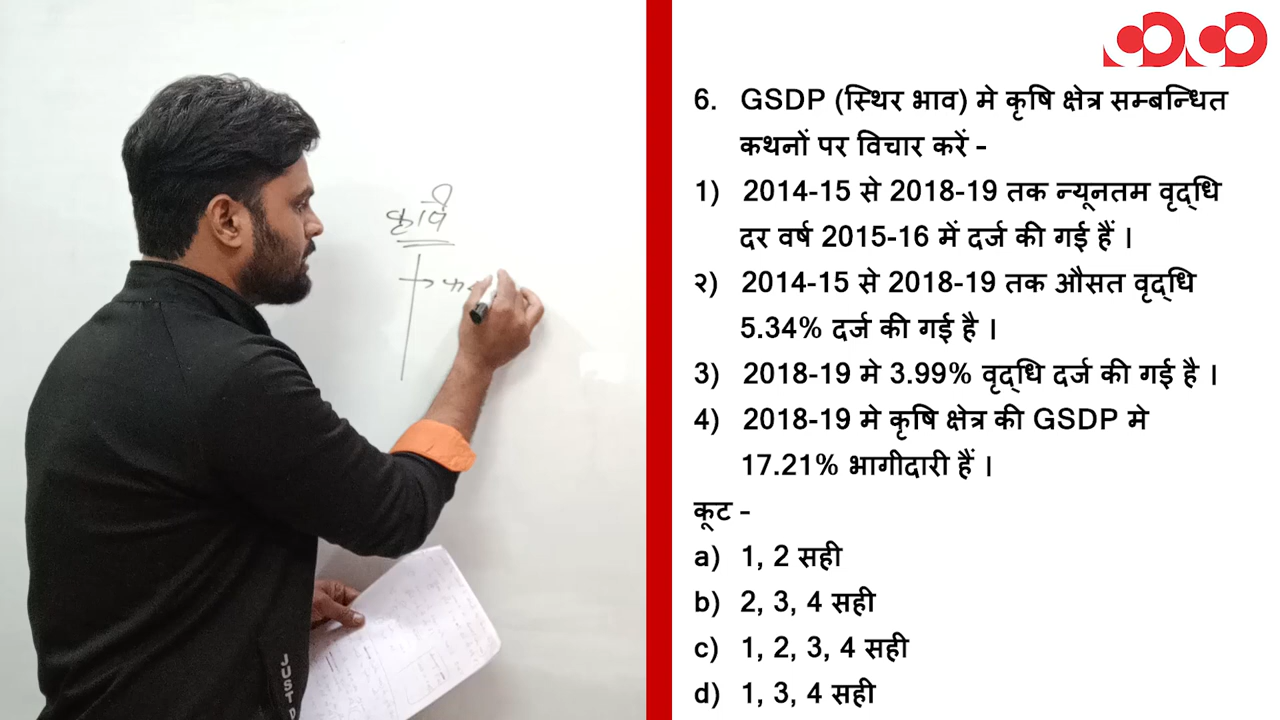 कृषि
JUST D
6. GSDP (स्थिर भाव) मे कृषि क्षेत्र सम्बन्धित
कथनों पर विचार करें -
1) 2014-15 से 2018-19 तक न्यूनतम वृद्धि
दर वर्ष 2015-16 में दर्ज की गई हैं ।
२) 2014-15 से 2018-19 तक औसत वृद्धि
5.34% दर्ज की गई है ।
3) 2018-19 मे 3.99% वृद्धि दर्ज की गई है ।
4) 2018-19 मे कृषि क्षेत्र की GSDP मे
17.21% भागीदारी हैं ।
कूट -
a) 1, 2 सही
b) 2, 3, 4 सही
c) 1, 2, 3, 4 सही
d) 1, 3, 4 सही